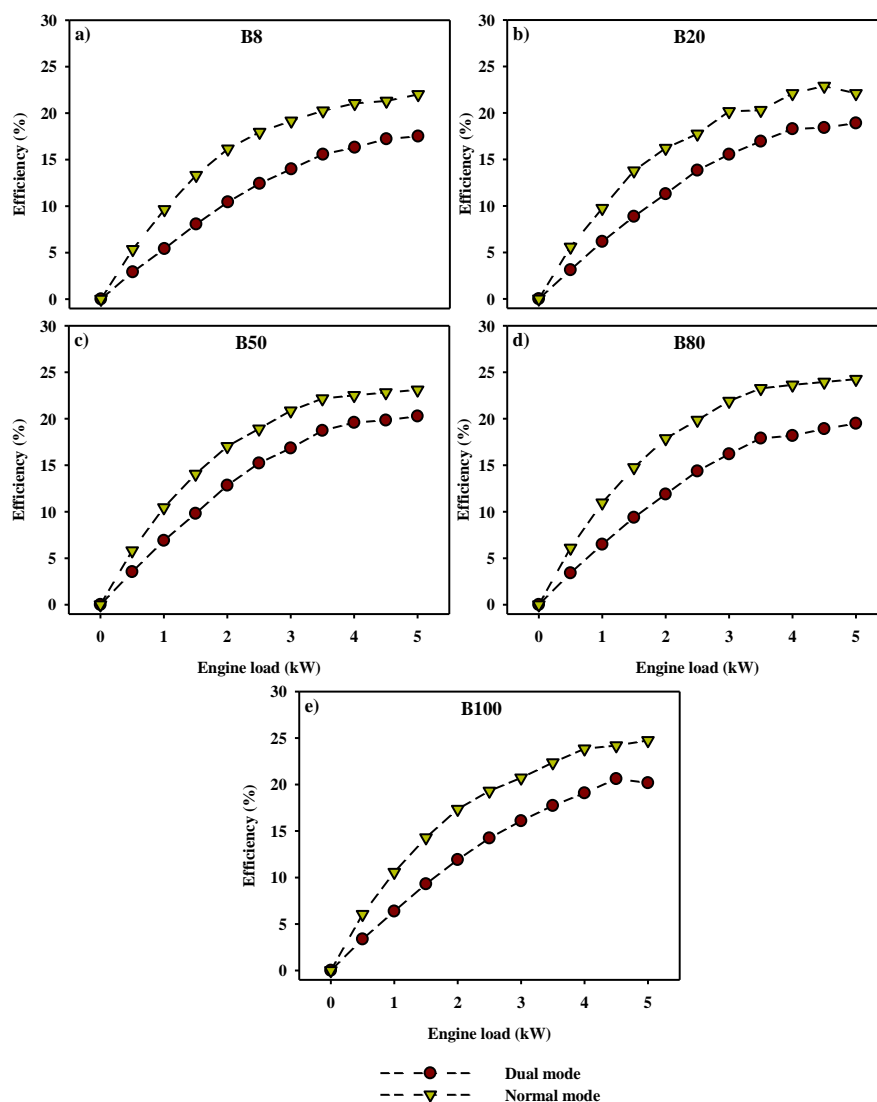 a) B8
30
25
20
15
10
5
0
Efficiency (%)
b) B20
30
25
20
15
10
5
0
Efficiency (%)
c) B50
30
25
20
15
10
5
0
Efficiency (%)
0 1 2 3 4 5
Engine load (kW)
d) B80
30
25
20
15
10
5
0
Efficiency (%)
0 1 2 3 4 5
Engine load (kW)
e) B100
30
25
20
15
10
5
0
Efficiency (%)
0 1 2 3 4 5
Engine load (kW)
Dual mode
Normal mode